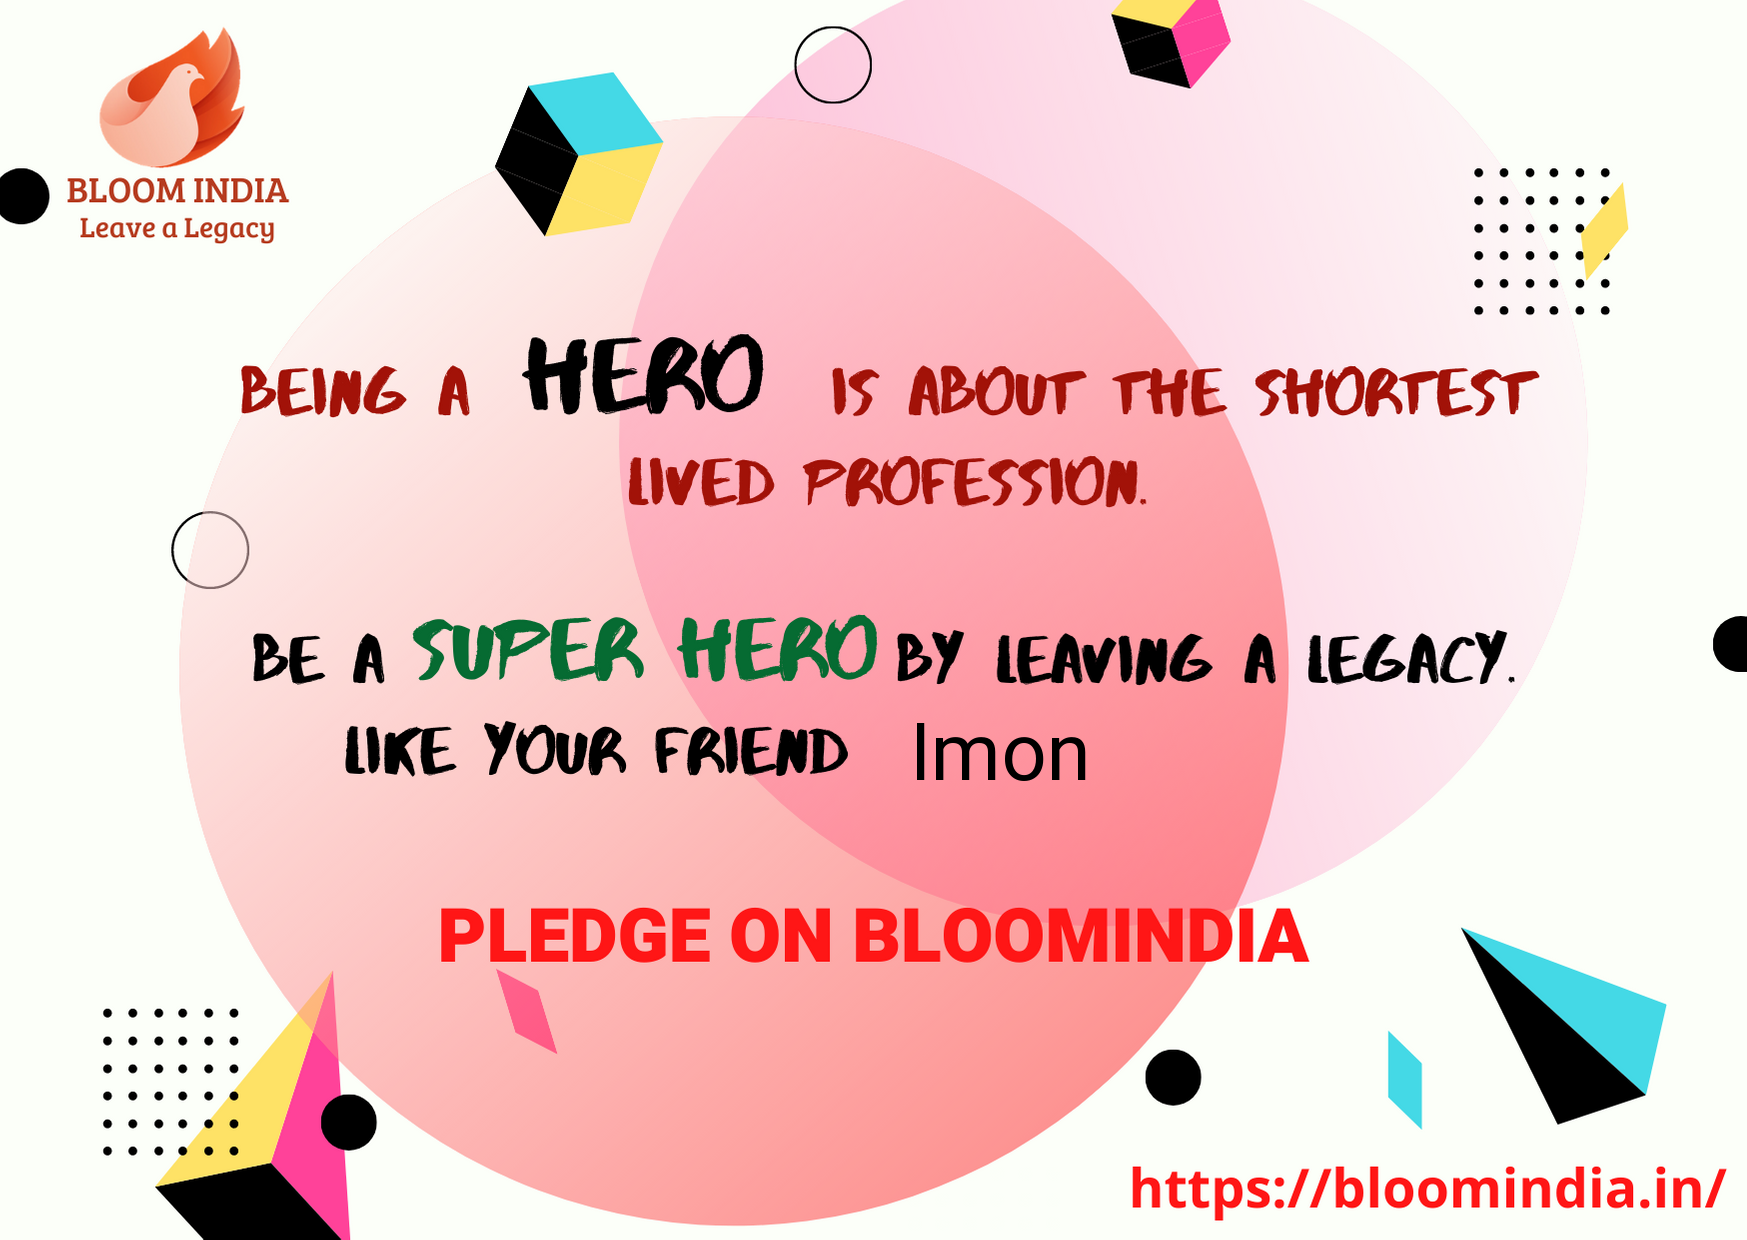 BLOOM INDIA
Leave a Legacy
BEING A HERO IS ABOUT THE SHORTEST
LIVED PROFESSION.
BE A SUPER HERO BY LEAVING A LEGACY.
LIKE YOUR FRIEND Imon
PLEDGE ON BLOOMINDIA
https://bloomindia.in/